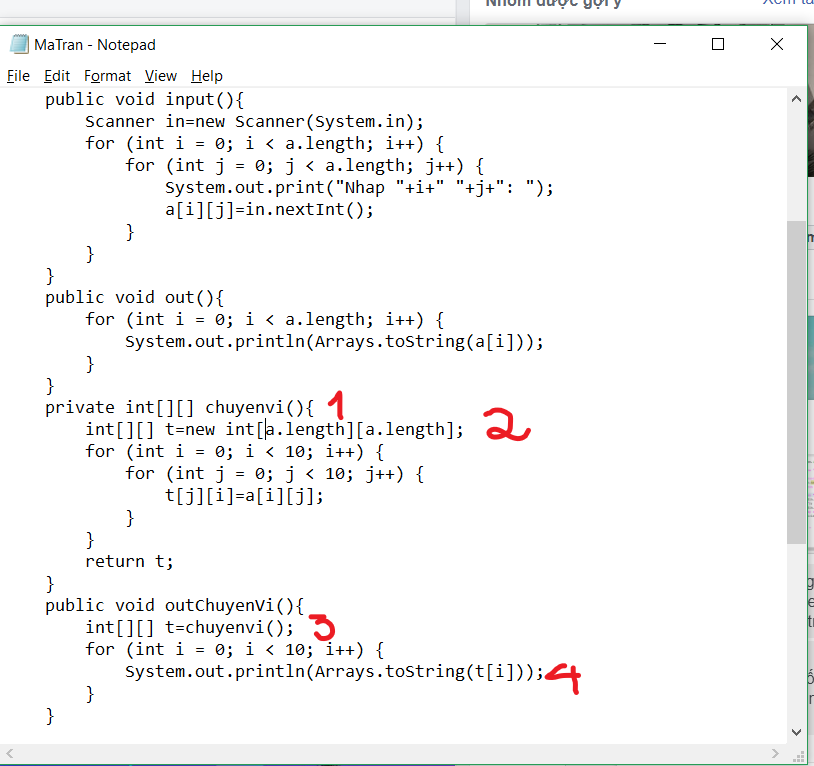 Nhóm được gợi ý
MaTran - Notepad
File Edit Format View Help
public void input(){
Scanner in=new Scanner(System.in);
for (int i = 0; i < a.length; i++) {
for (int j = 0; j < a.length; j++) {
System.out.print("Nhap "+i+" "+j+": ");
a[i][j]=in.nextInt();
}
}
}
public void out(){
for (int i = 0; i < a.length; i++) {
System.out.println(Arrays.toString(a[i]));
}
}
private int[][] chuyenvi(){ 1
int[][] t=new int[a.length][a.length]; 2
for (int i = 0; i < 10; i++) {
for (int j = 0; j < 10; j++) {
t[j][i]=a[i][j];
}
}
return t;
}
public void outChuyenVi(){
int[][] t=chuyenvi(); 3
for (int i = 0; i < 10; i++) {
System.out.println(Arrays.toString(t[i])); 4
}
}